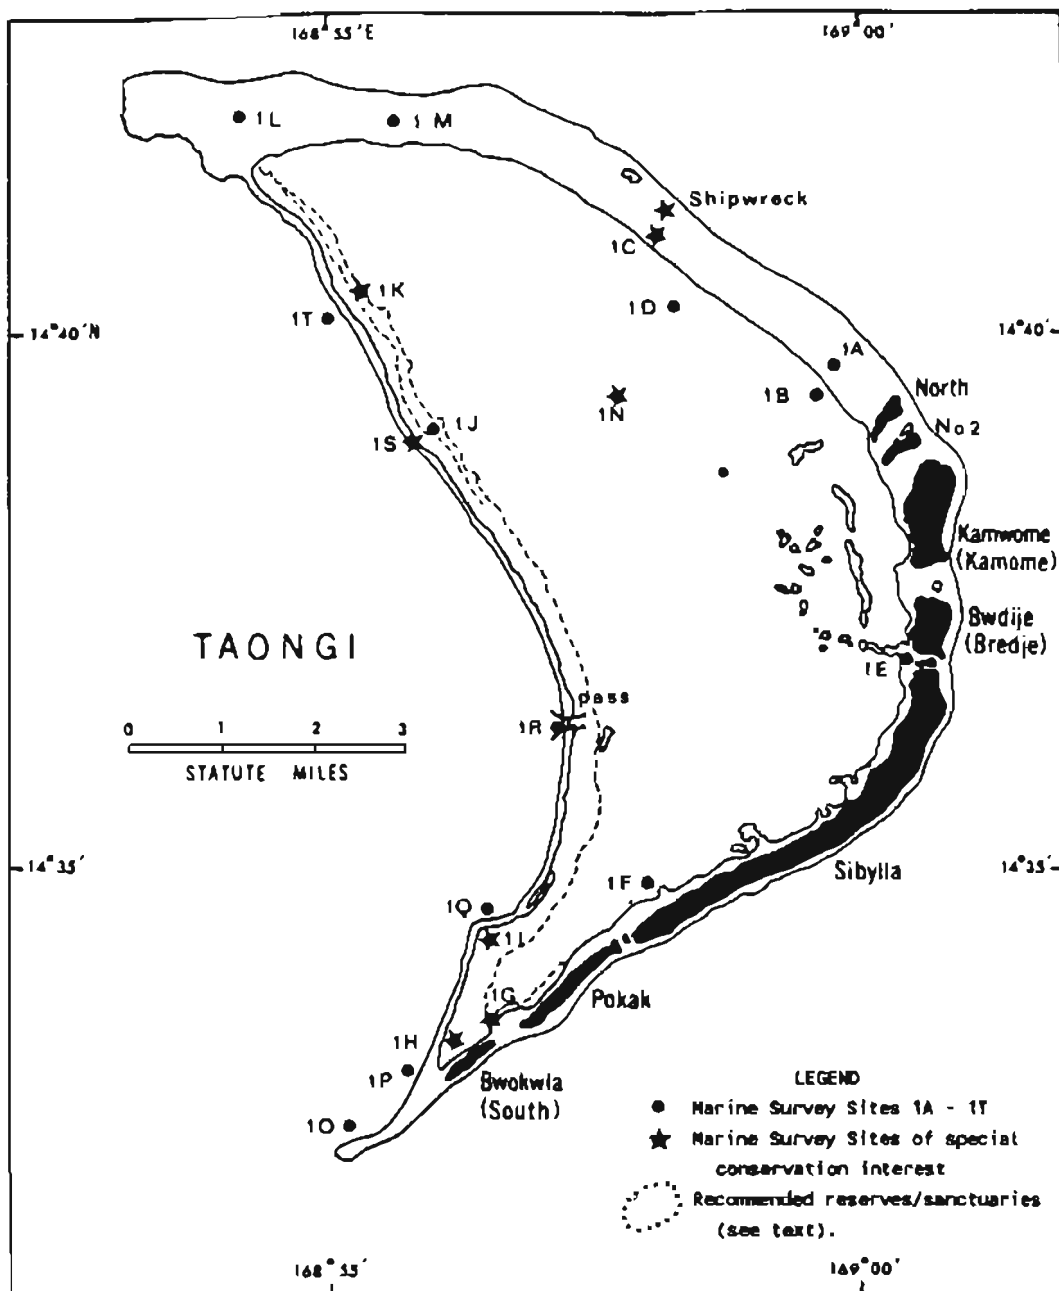 168°55'E
169°00'
1L
1 M
Shipwreck
1C
1K
1D
1T
14°40'N
14°40'
1A
1B
North
1N
No2
1J
1S
Kamwome
(Kamome)
Bwdije
(Bredje)
TAONGI
1E
pass
1R
0 1 2 3
STATUTE MILES
14°35'
14°35'
Sibylla
1F
1Q
1I
1G
Pokak
1H
1P
Bwokwla
(South)
1O
LEGEND
Marine Survey Sites 1A - 1T
Marine Survey Sites of special
conservation interest
Recommended reserves/sanctuaries
(see text).
168°55'
169°00'